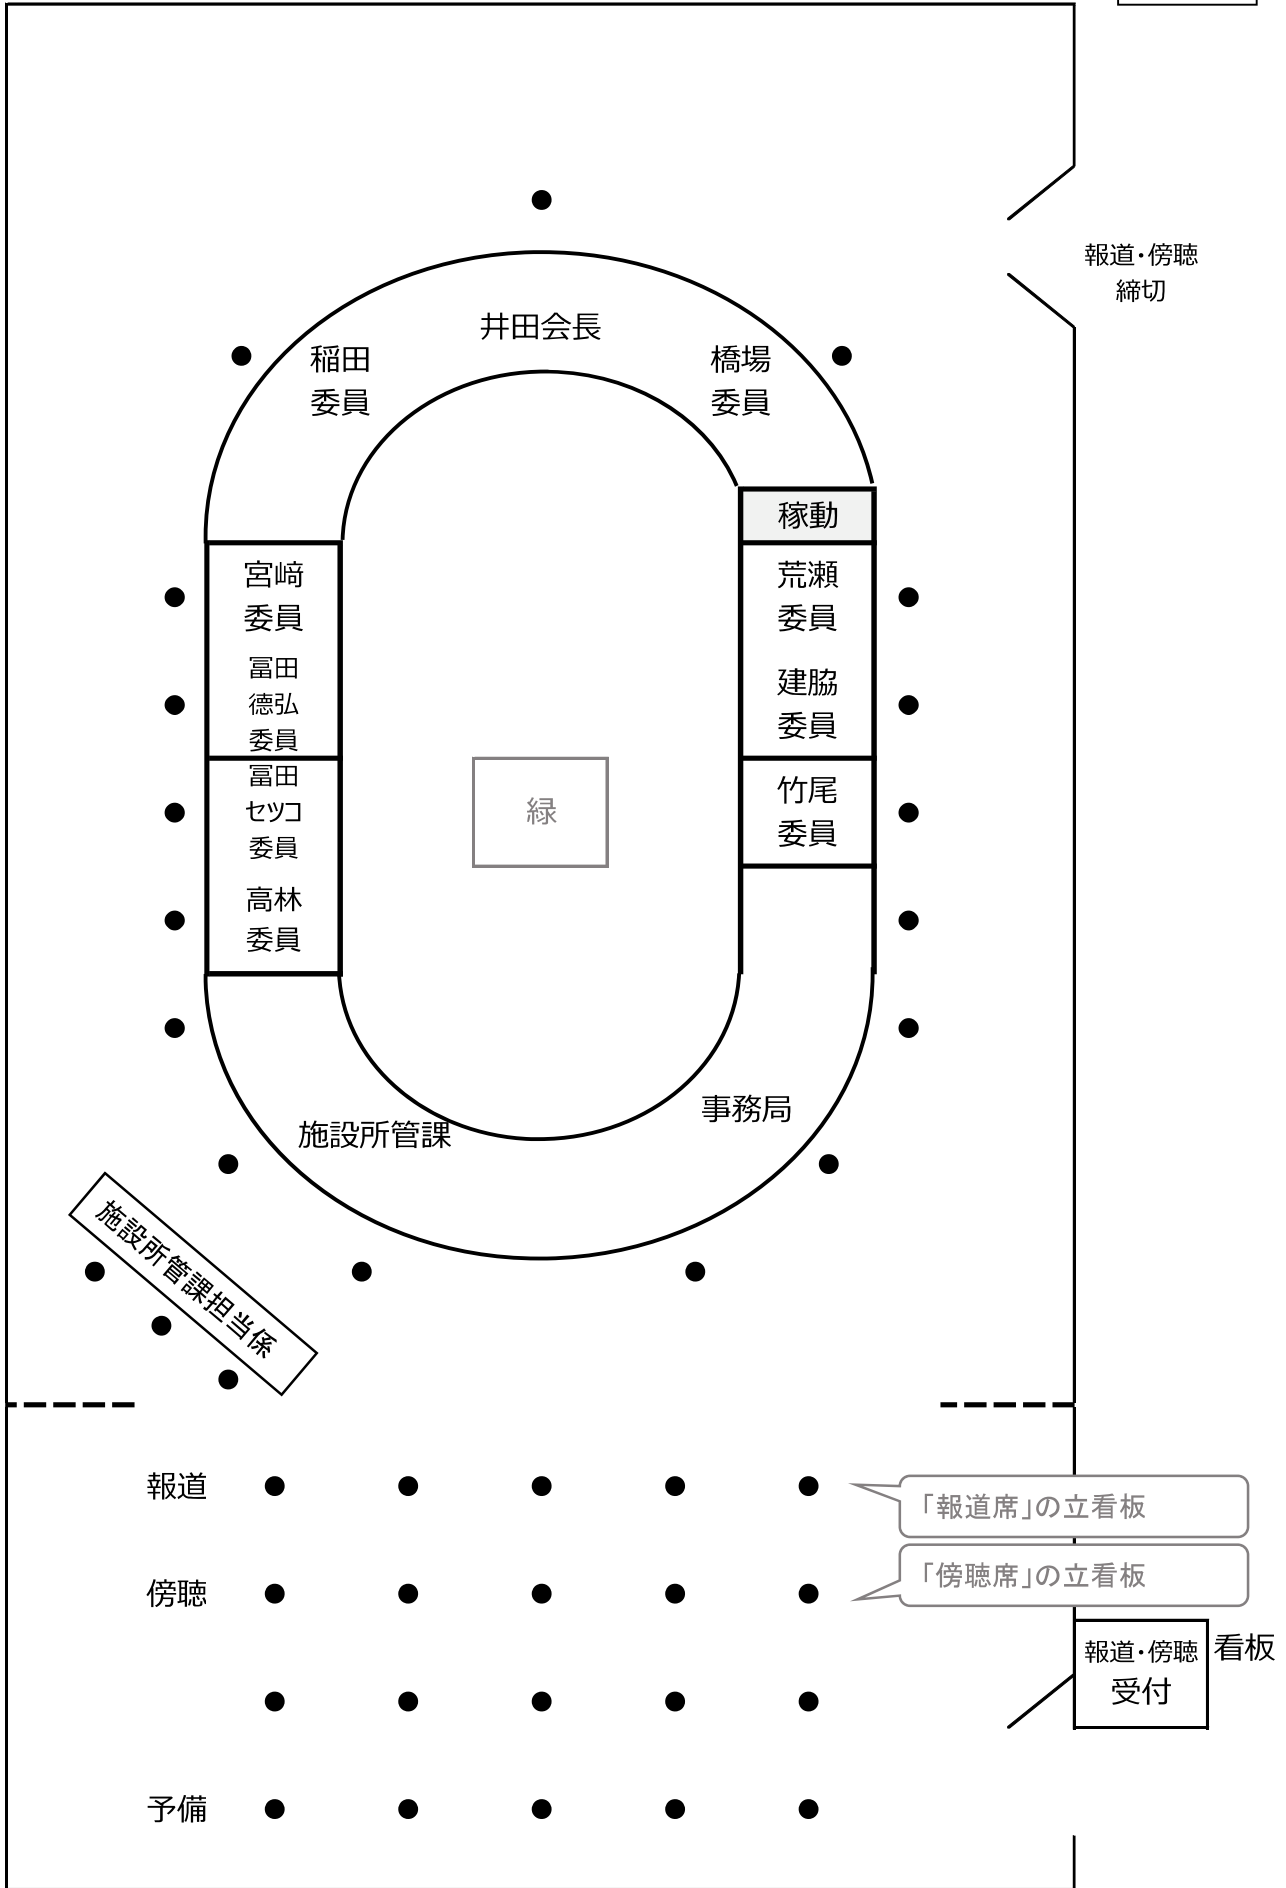 報道・傍聴
締切
井田会長
稲田
委員
橋場
委員
稼動
宮﨑
委員
荒瀬
委員
冨田
德弘
委員
建脇
委員
冨田
セツコ
委員
緑
竹尾
委員
高林
委員
事務局
施設所管課
施設所管課担当係
報道
「報道席」の立看板
傍聴
「傍聴席」の立看板
報道・傍聴
受付
看板
予備